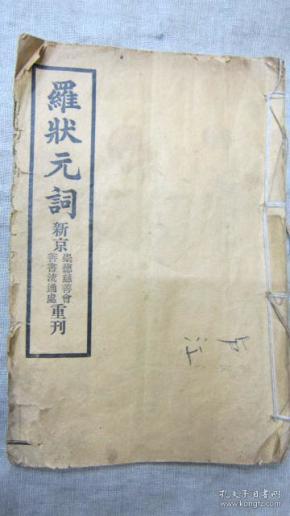 羅狀元詞
新京
崇德慈善會
善書流通處
重刊
孔夫子旧书网